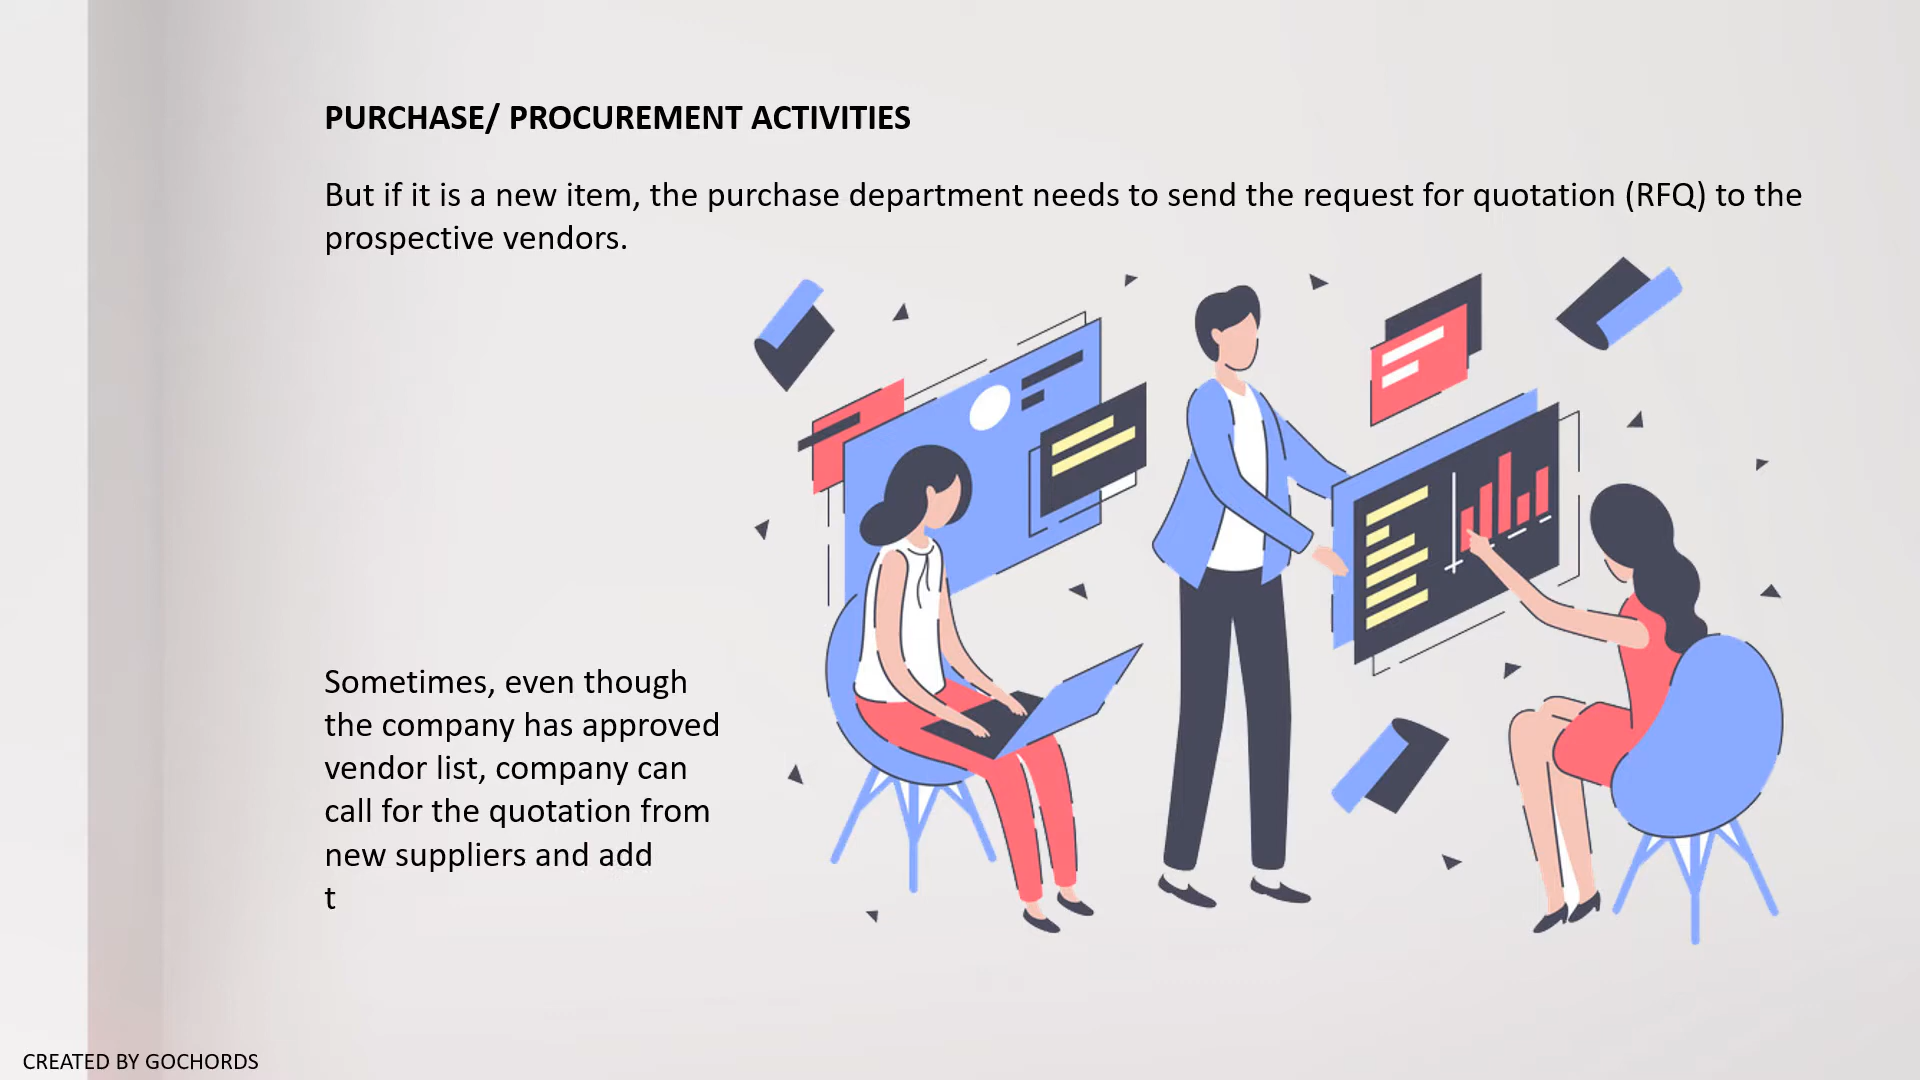 PURCHASE/ PROCUREMENT ACTIVITIES
But if it is a new item, the purchase department needs to send the request for quotation (RFQ) to the
prospective vendors.
Sometimes, even though
the company has approved
vendor list, company can
call for the quotation from
new suppliers and add
t
CREATED BY GOCHORDS